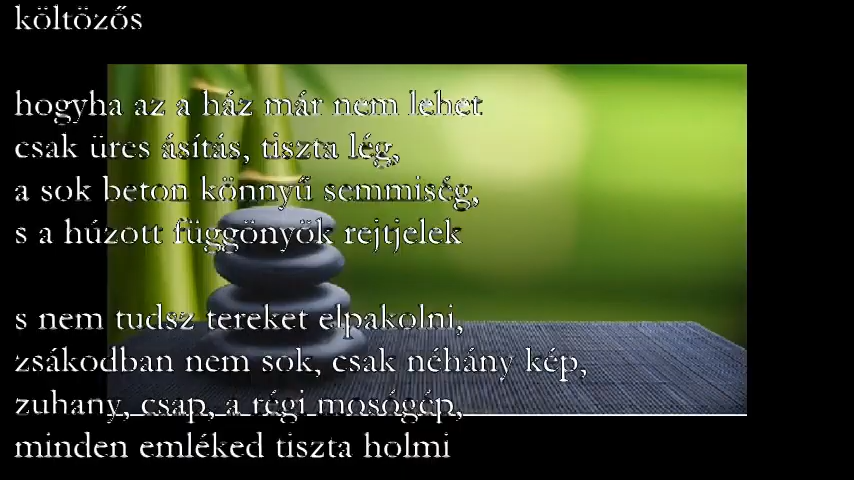 költözős
hogyha az a ház már nem lehet
csak üres ásítás, tiszta lég,
a sok beton könnyű semmiség,
s a húzott függönyök rejtjelek
s nem tudsz tereket elpakolni,
zsákodban nem sok, csak néhány kép,
zuhany, csap, a régi mosógép,
minden emléked tiszta holmi